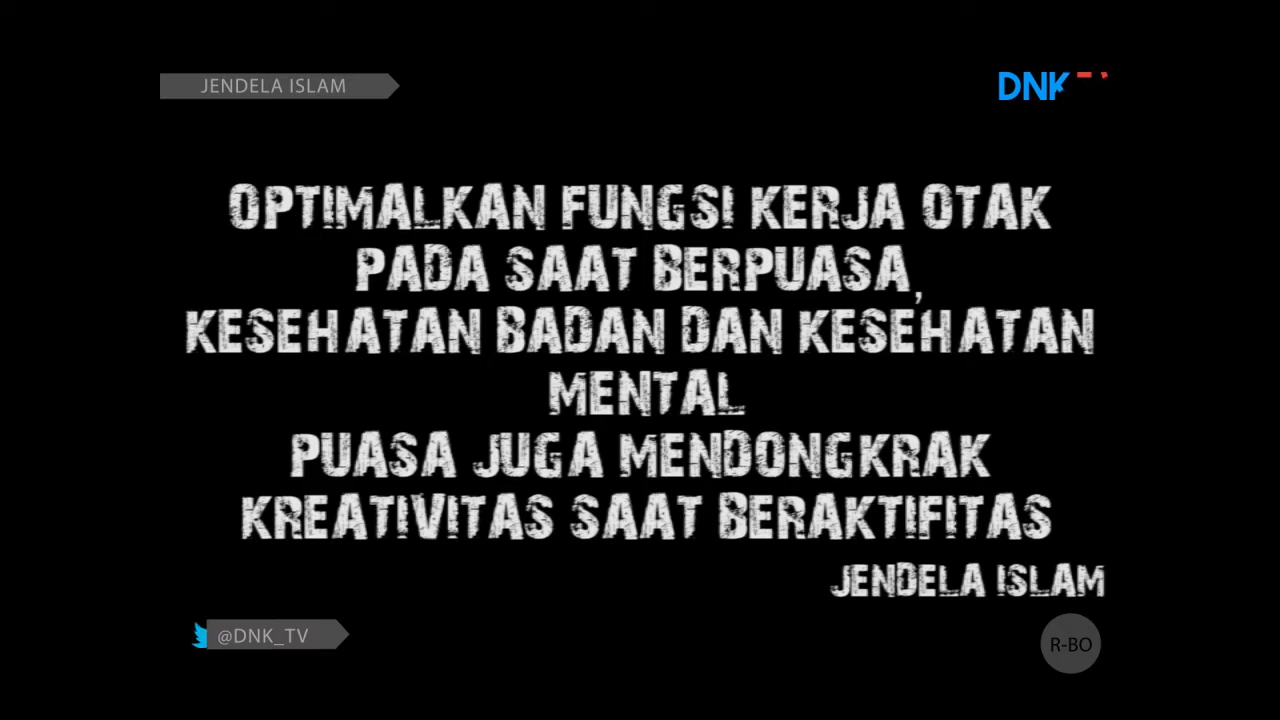 JENDELA ISLAM
DNK
OPTIMALKAN FUNGSI KERJA OTAK
PADA SAAT BERPUASA,
KESEHATAN BADAN DAN KESEHATAN
MENTAL
PUASA JUGA MENDONGKRAK
KREATIVITAS SAAT BERAKTIFITAS
JENDELA ISLAM
@DNK_TV
R-BO